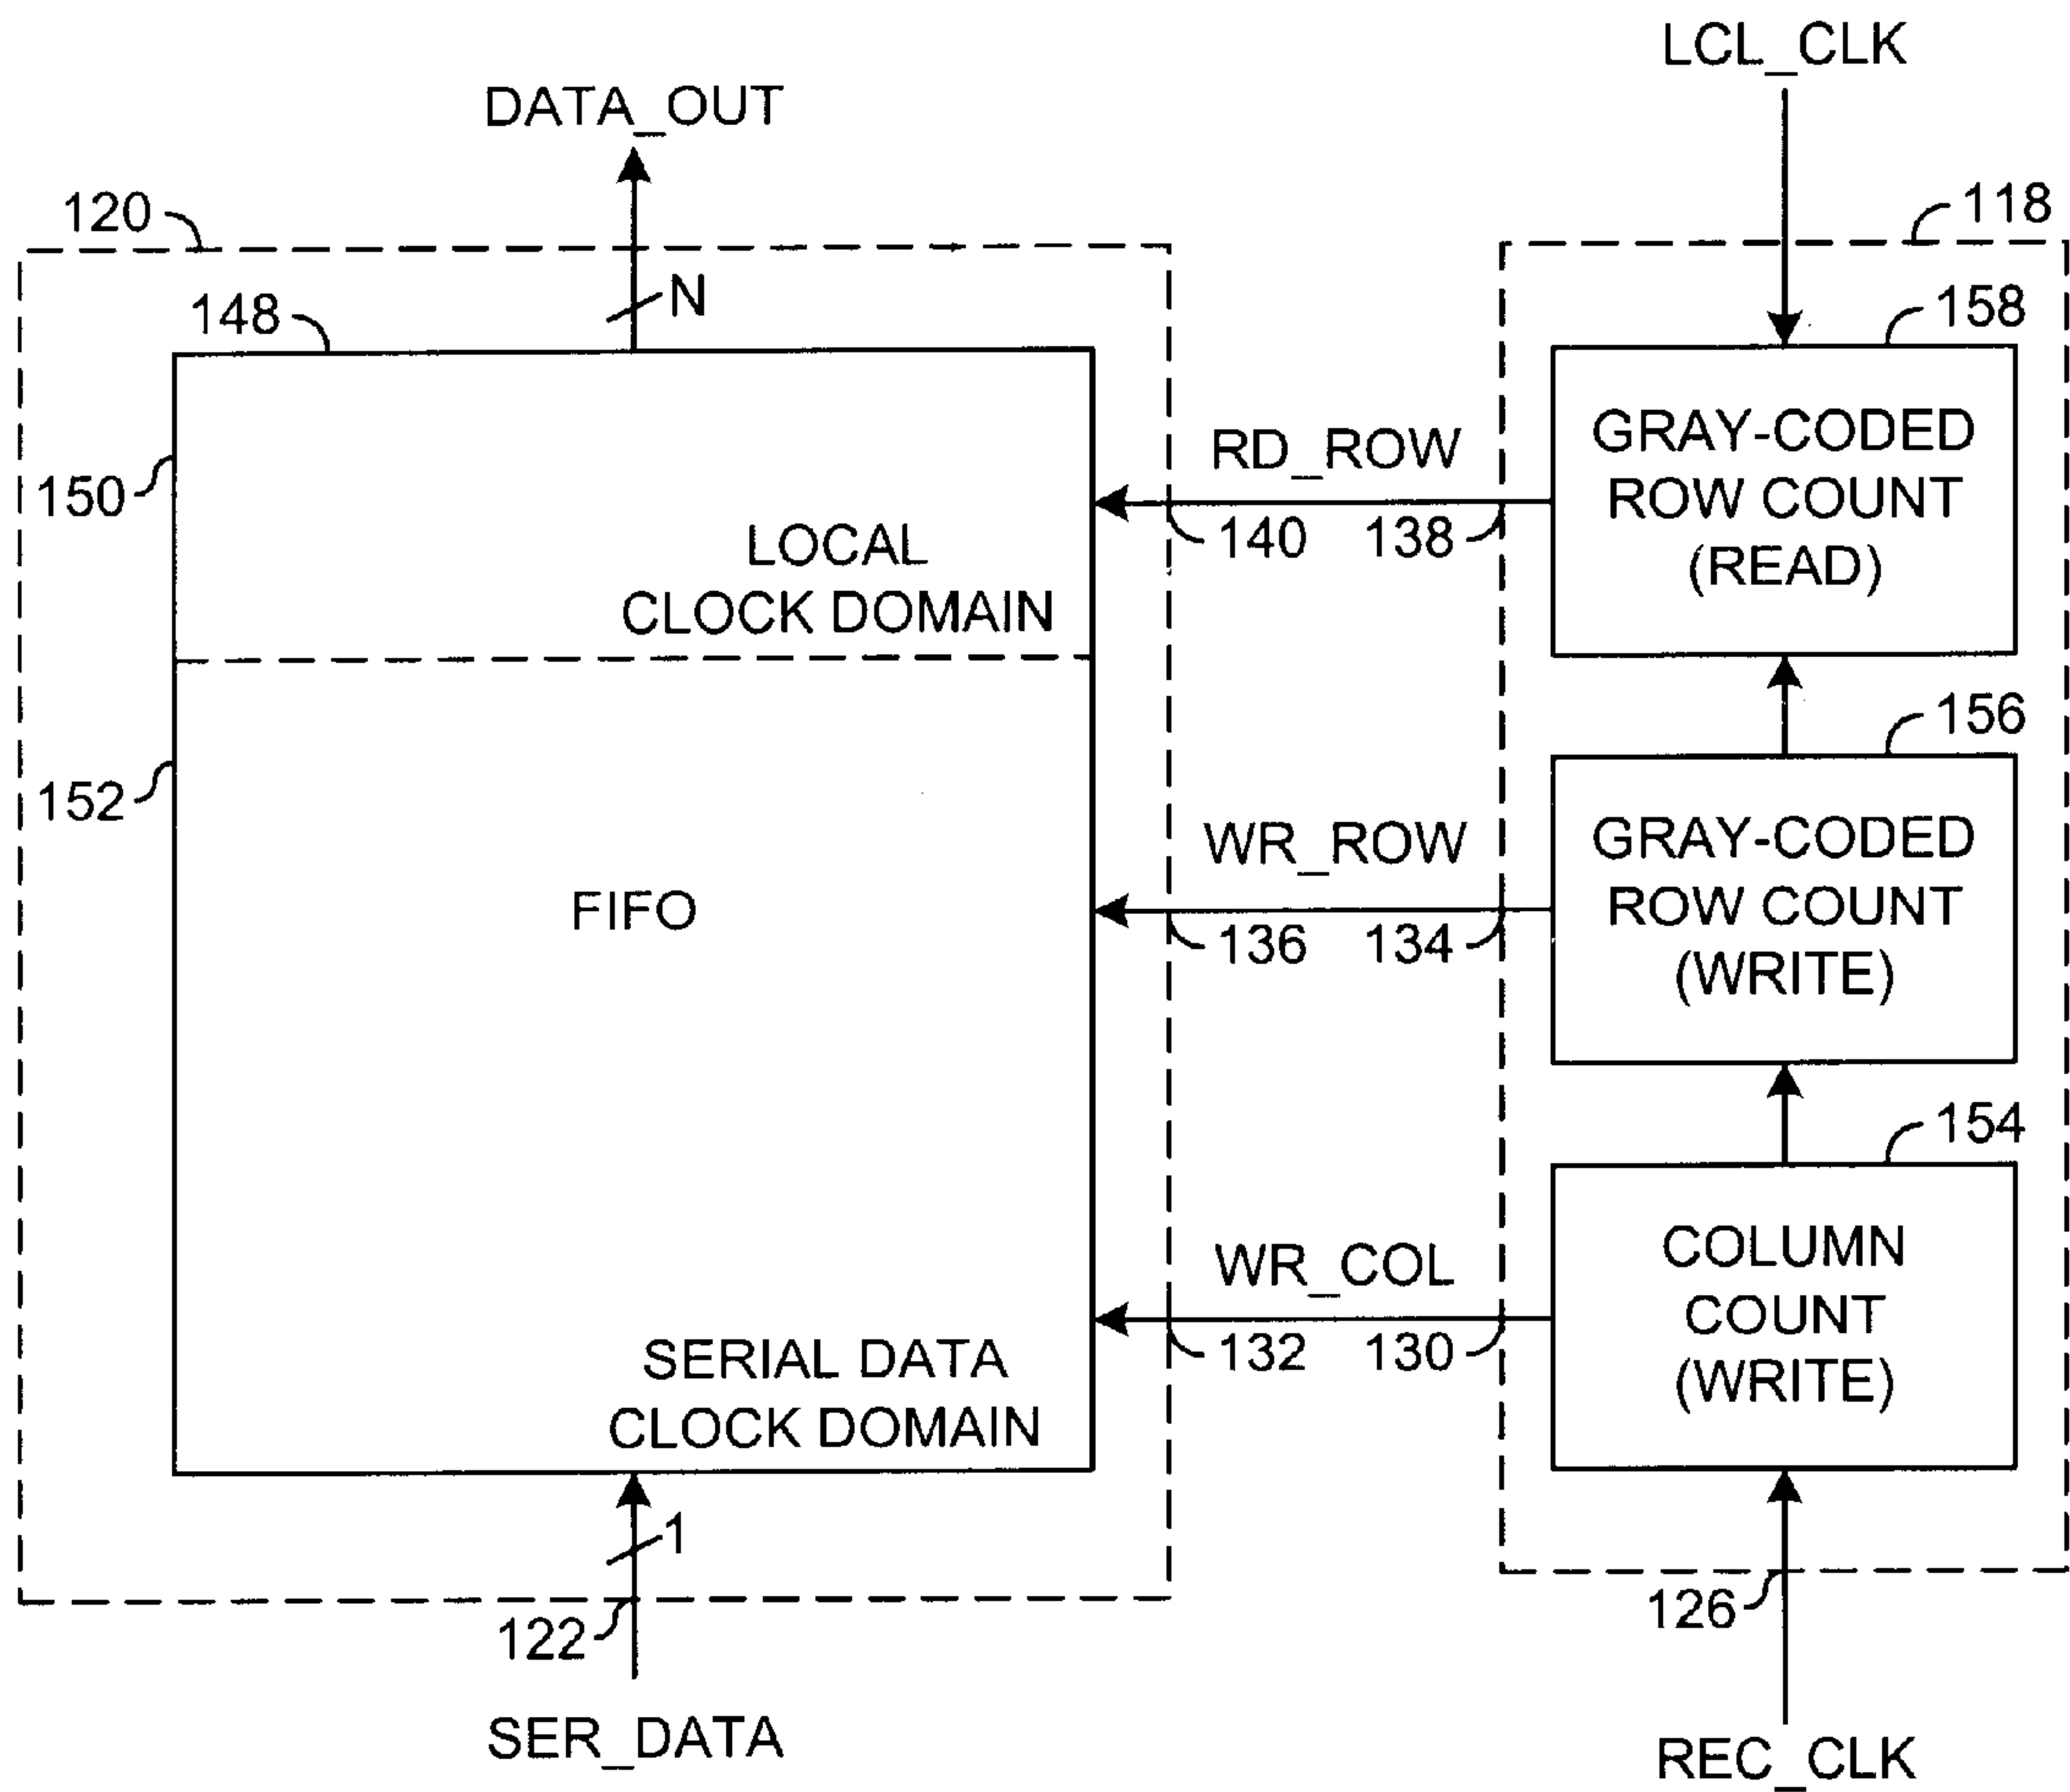 LCL_CLK
DATA_OUT
120
118
N
148
158
GRAY-CODED
ROW COUNT
(READ)
RD_ROW
150
140
138
LOCAL
CLOCK DOMAIN
156
152
WR_ROW
GRAY-CODED
ROW COUNT
(WRITE)
FIFO
136
134
154
WR_COL
COLUMN
COUNT
(WRITE)
132
130
SERIAL DATA
CLOCK DOMAIN
1
122
126
SER_DATA
REC_CLK